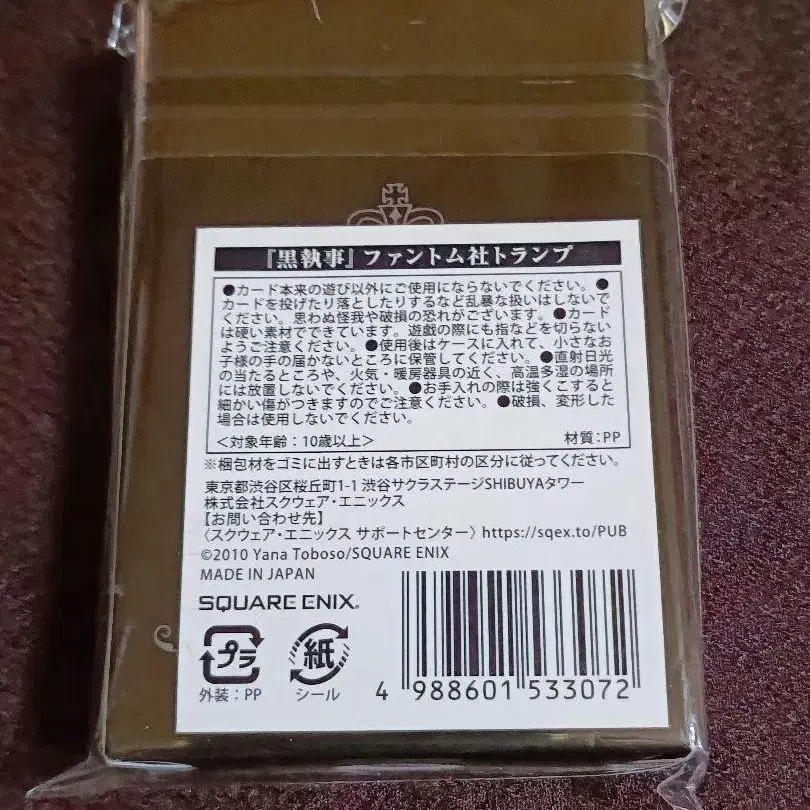 『黒執事』ファントム社トランプ
●カード本来の遊び以外にご使用にならないでください。●
カードを投げたり落としたりするなど乱暴な扱いはしないで
ください。思わぬ怪我や破損の恐れがございます。●カード
は硬い素材でできています。遊戯の際にも指などを切らない
ようご注意ください。●使用後はケースに入れて、小さなお
子様の手の届かないところに保管してください。●直射日光
の当たるところや、火気・暖房器具の近く、高温多湿の場所
には放置しないでください。●お手入れの際は強くこすると
細かい傷がつきますのでご注意ください。●破損、変形した
場合は使用しないでください。
＜対象年齢：10歳以上＞ 材質：PP
※梱包材をゴミに出すときは各市区町村の区分に従ってください。
東京都渋谷区桜丘町1-1 渋谷サクラステージSHIBUYAタワー
株式会社スクウェア・エニックス
【お問い合わせ先】
〈スクウェア・エニックス サポートセンター〉https://sqex.to/PUB
©2010 Yana Toboso/SQUARE ENIX
MADE IN JAPAN
SQUARE ENIX®
プラ 紙
外装：PP シール
4 988601 533072